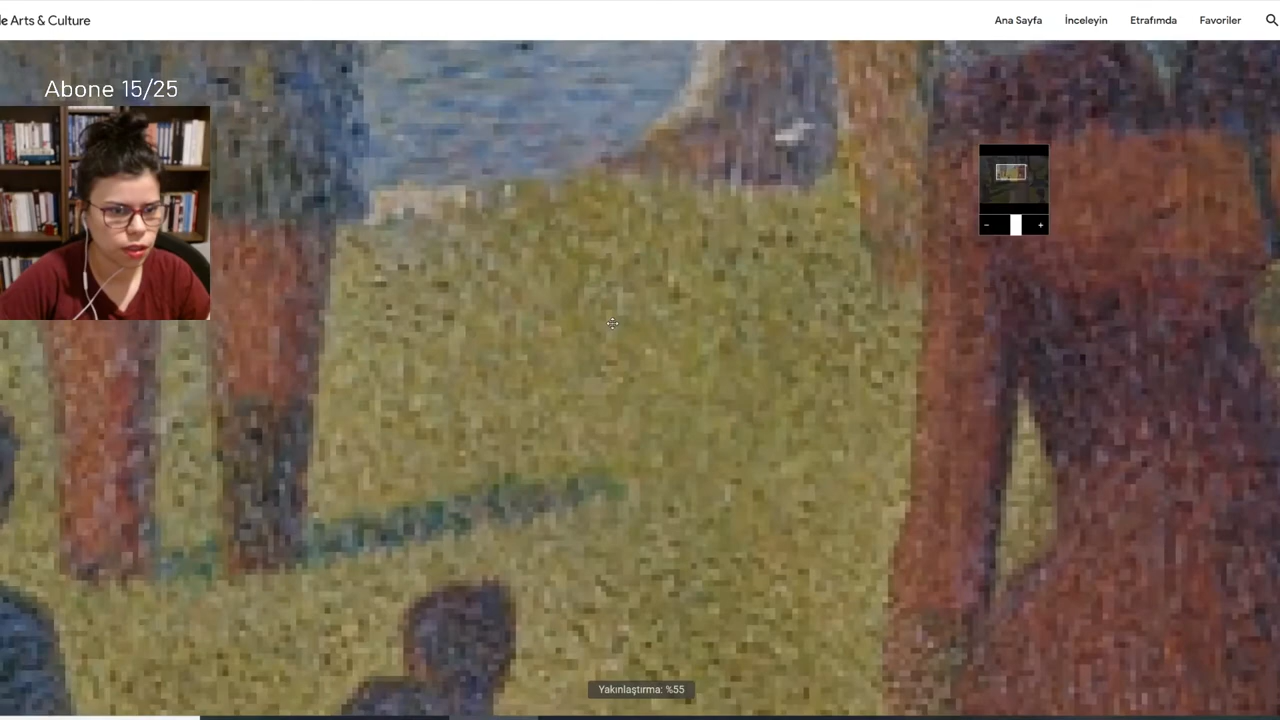 le Arts & Culture
Ana Sayfa
İnceleyin
Etrafımda
Favoriler
Abone 15/25
Yakınlaştırma: %55